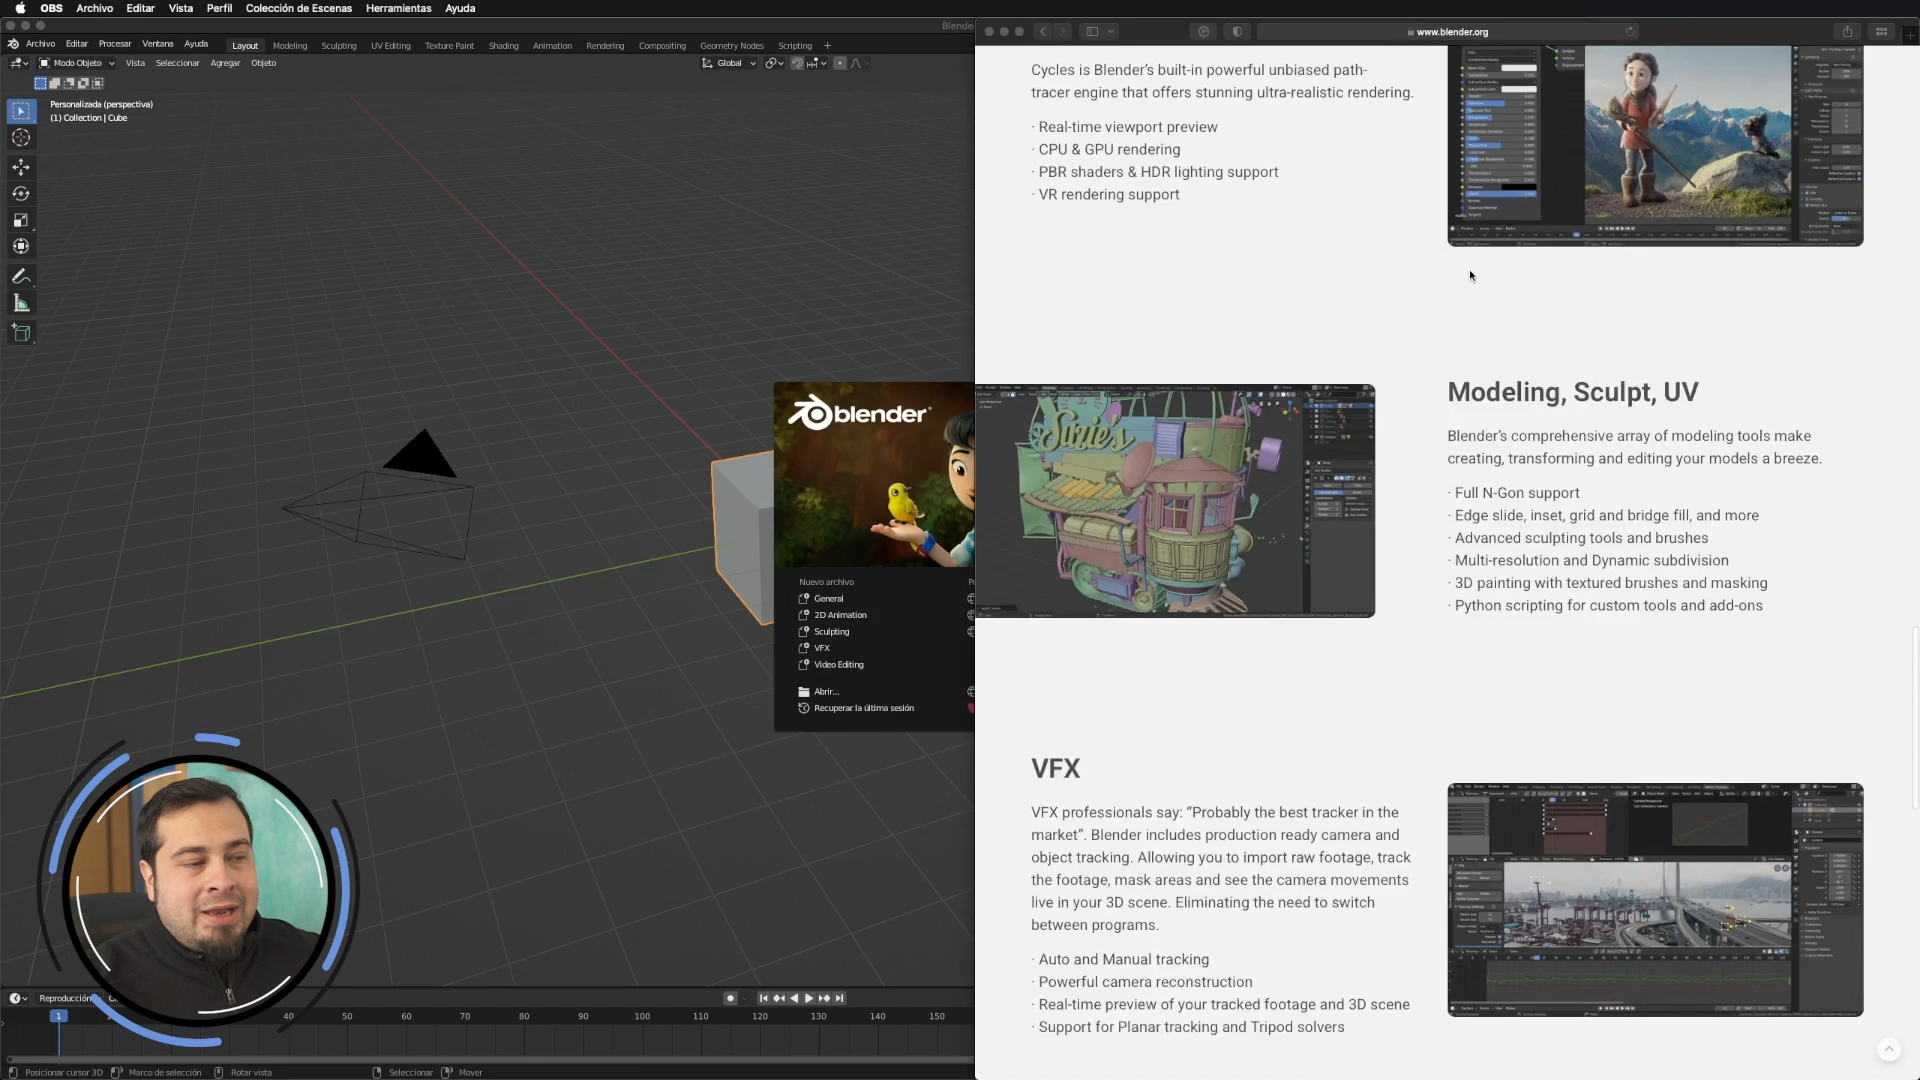 OBS Archivo Editar Vista Perfil Colección de Escenas Herramientas Ayuda
Blende
Archivo Editar Procesar Ventana Ayuda Layout Modeling Sculpting UV Editing Texture Paint Shading Animation Rendering Compositing Geometry Nodes Scripting +
Modo Objeto Vista Seleccionar Agregar Objeto Global
Personalizada (perspectiva)
(1) Collection | Cube
blender
Nuevo archivo
General
2D Animation
Sculpting
VFX
Video Editing
Abrir...
Recuperar la última sesión
Reproducción
1 40 50 60 70 80 90 100 110 120 130 140 150
Posicionar cursor 3D Marco de selección Rotar vista Seleccionar Mover
www.blender.org
Cycles is Blender's built-in powerful unbiased path-
tracer engine that offers stunning ultra-realistic rendering.
· Real-time viewport preview
· CPU & GPU rendering
· PBR shaders & HDR lighting support
· VR rendering support
Suzie's
Modeling, Sculpt, UV
Blender's comprehensive array of modeling tools make
creating, transforming and editing your models a breeze.
· Full N-Gon support
· Edge slide, inset, grid and bridge fill, and more
· Advanced sculpting tools and brushes
· Multi-resolution and Dynamic subdivision
· 3D painting with textured brushes and masking
· Python scripting for custom tools and add-ons
VFX
VFX professionals say: “Probably the best tracker in the
market”. Blender includes production ready camera and
object tracking. Allowing you to import raw footage, track
the footage, mask areas and see the camera movements
live in your 3D scene. Eliminating the need to switch
between programs.
· Auto and Manual tracking
· Powerful camera reconstruction
· Real-time preview of your tracked footage and 3D scene
· Support for Planar tracking and Tripod solvers